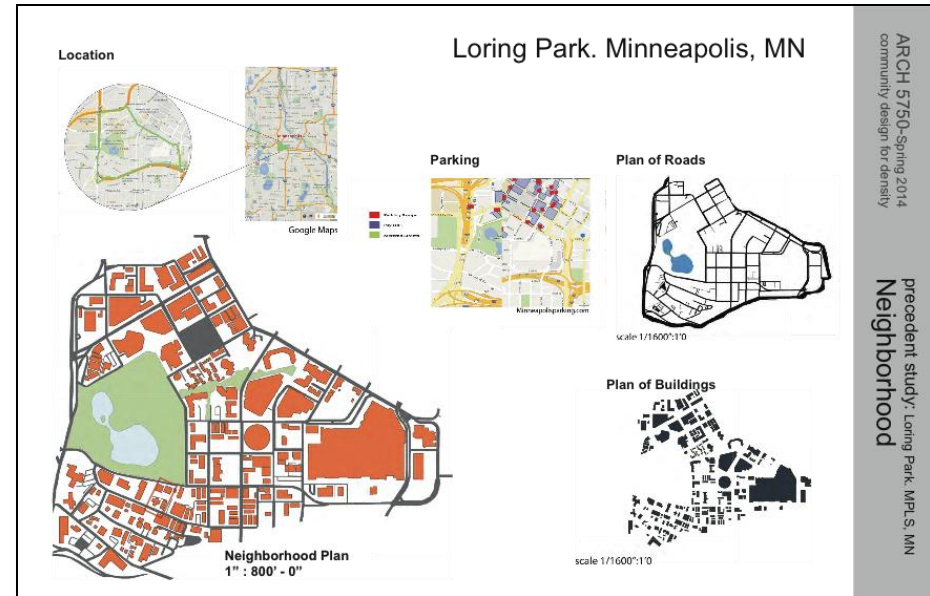 Loring Park. Minneapolis, MN
Location
Google Maps
Parking
Minneapolisparking.com
Plan of Roads
scale 1/1600":1'0
Plan of Buildings
scale 1/1600":1'0
Neighborhood Plan
1" : 800' - 0"
ARCH 5750-Spring 2014
community design for density
precedent study: Loring Park. MPLS, MN
Neighborhood